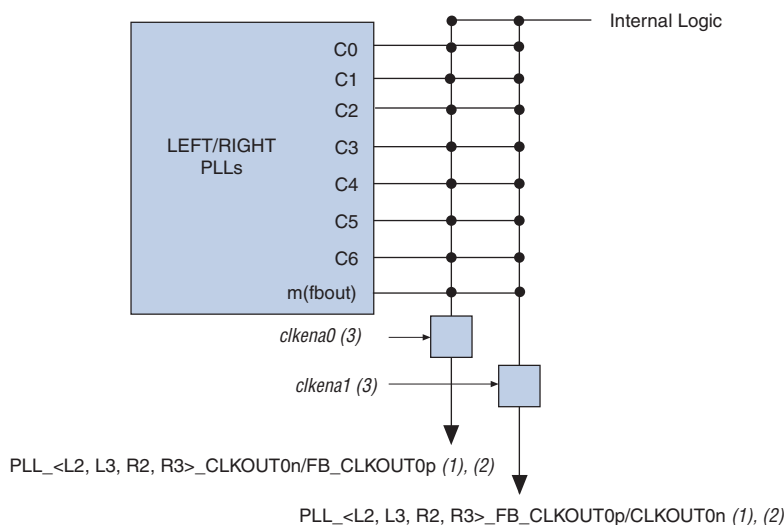 Internal Logic
C0
C1
C2
LEFT/RIGHT
PLLs
C3
C4
C5
C6
m(fbout)
clkena0 (3)
clkena1 (3)
PLL_<L2, L3, R2, R3>_CLKOUT0n/FB_CLKOUT0p (1), (2)
PLL_<L2, L3, R2, R3>_FB_CLKOUT0p/CLKOUT0n (1), (2)